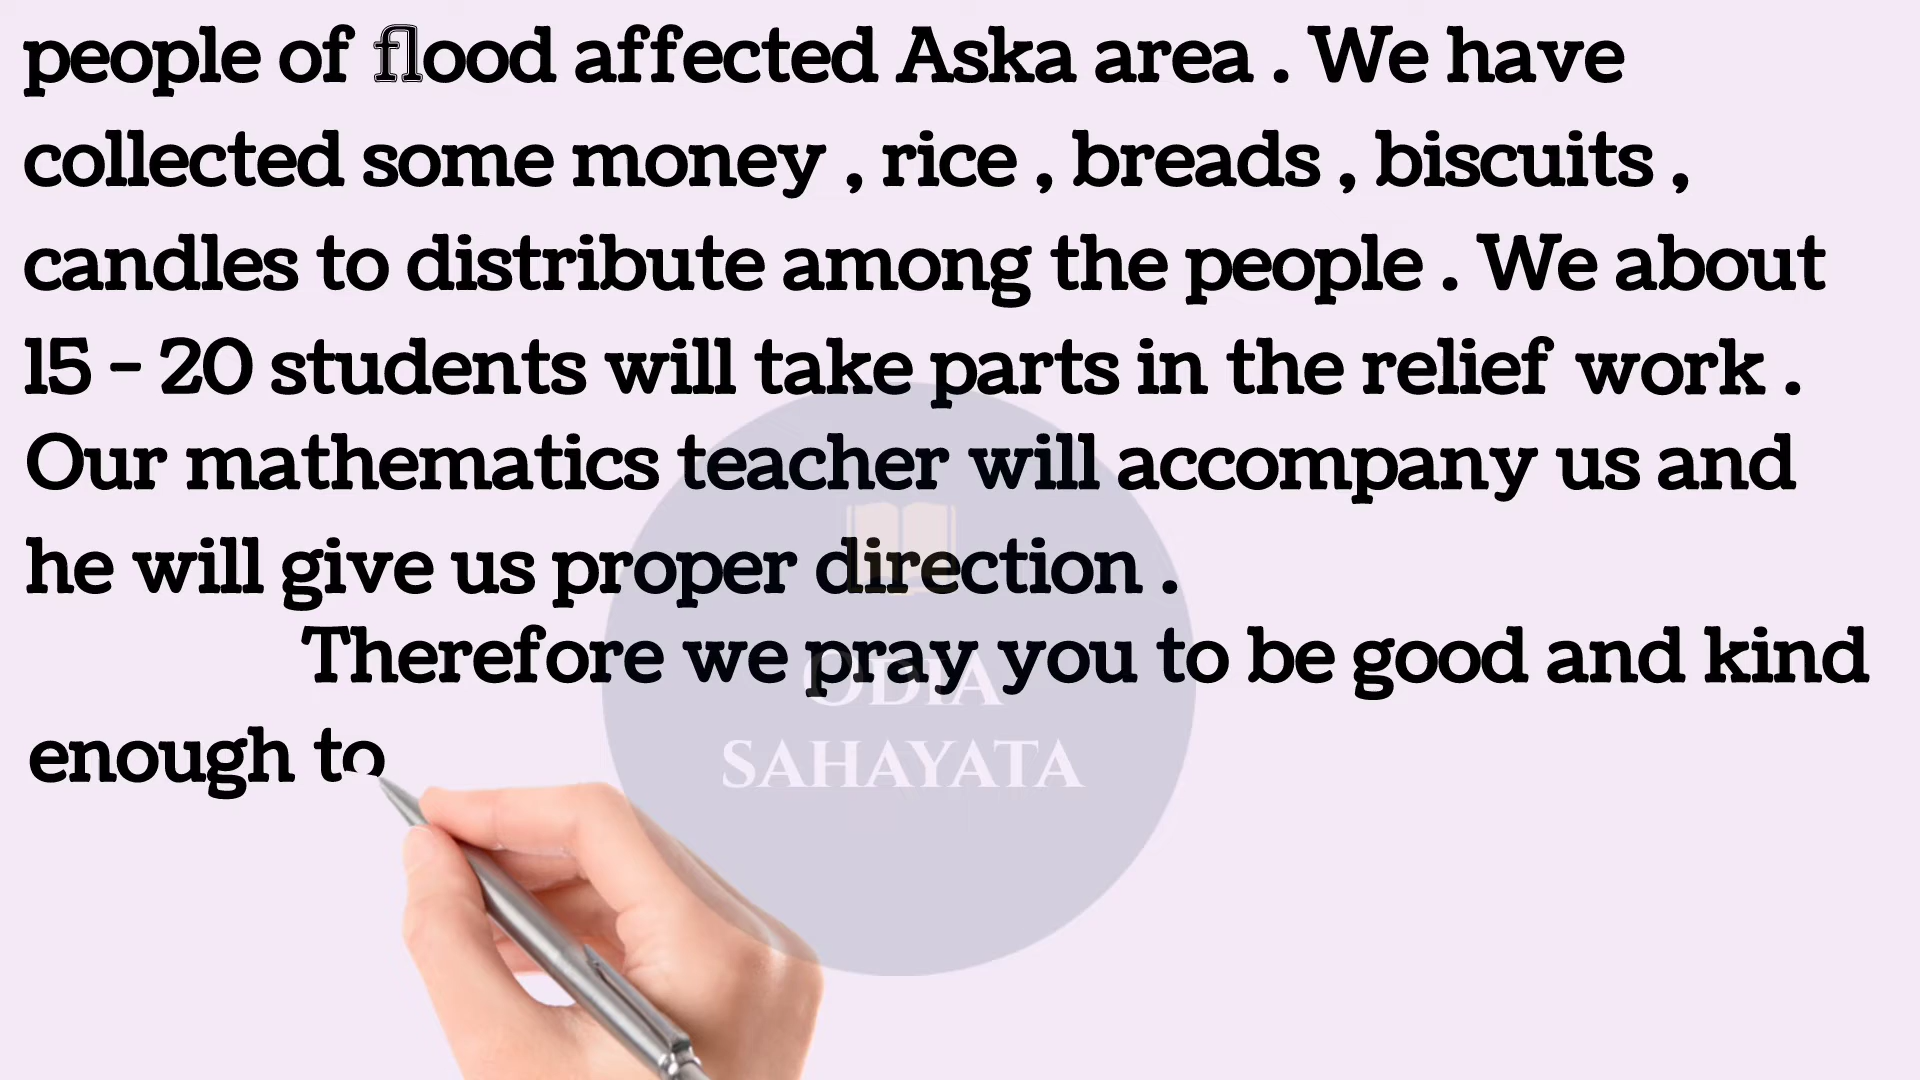 people of flood affected Aska area . We have
collected some money , rice , breads , biscuits ,
candles to distribute among the people . We about
15 - 20 students will take parts in the relief work .
Our mathematics teacher will accompany us and
he will give us proper direction .
Therefore we pray you to be good and kind
enough to
ODIA
SAHAYATA